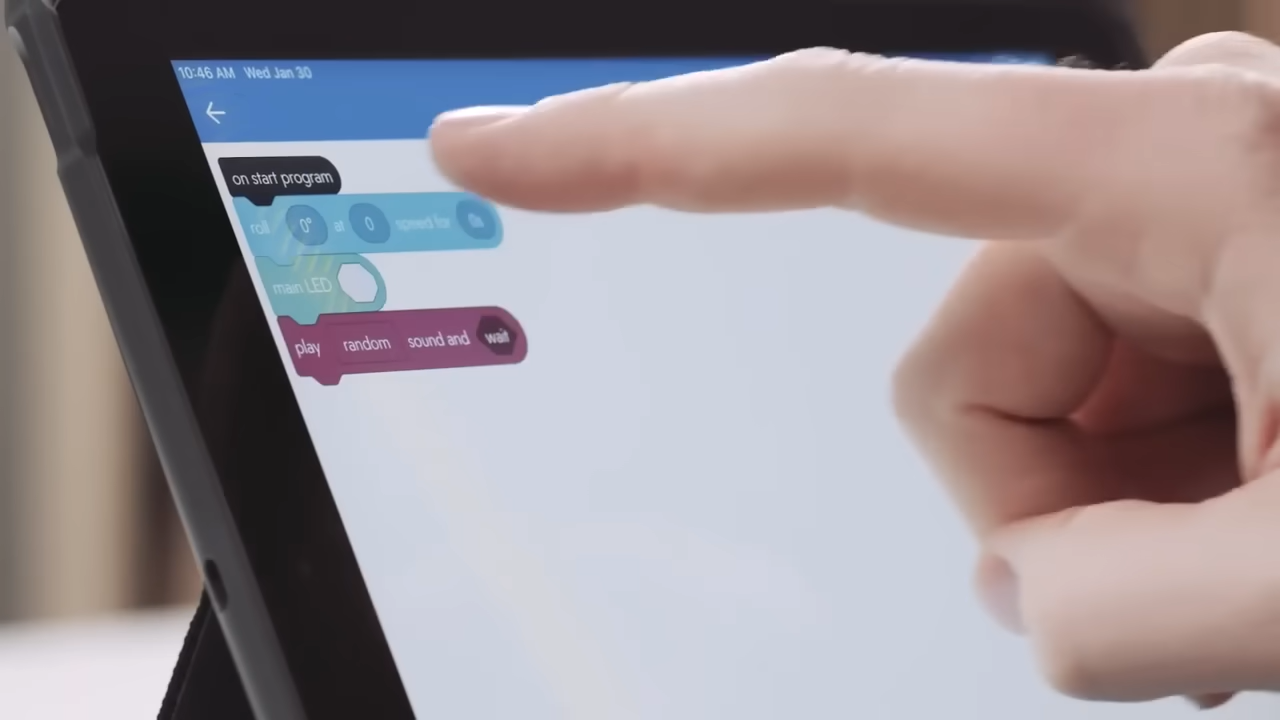 10:46 AM Wed Jan 30
on start program
roll 0° at 0 speed for
main LED
play random sound and wait